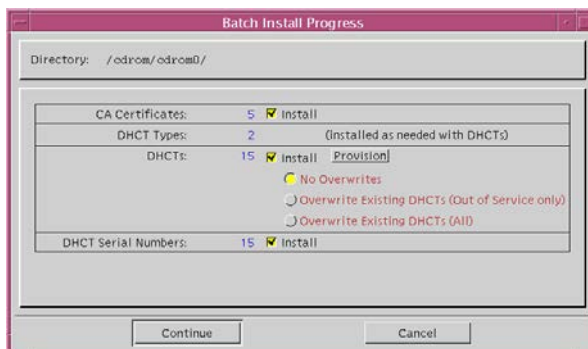 Batch Install Progress
Directory: /cdrom/cdrom0/
CA Certificates: 5 Install
DHCT Types: 2 (Installed as needed with DHCTs)
DHCTs: 15 Install Provision
No Overwrites
Overwrite Existing DHCTs (Out of Service only)
Overwrite Existing DHCTs (All)
DHCT Serial Numbers: 15 Install
Continue Cancel